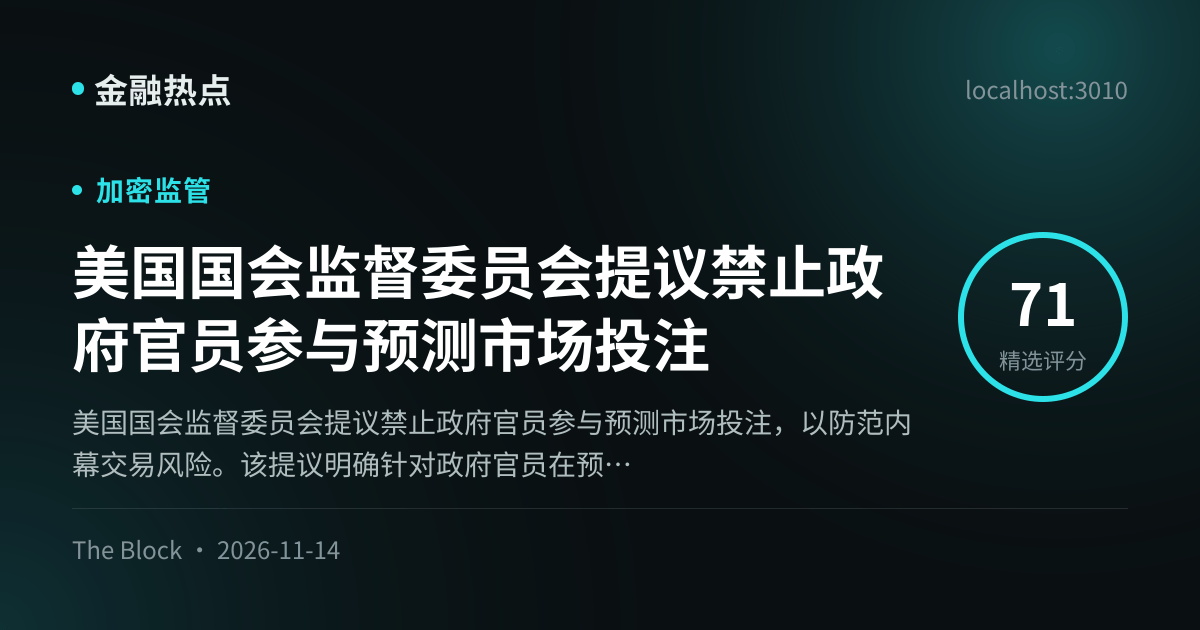 金融热点
localhost:3010
加密监管
美国国会监督委员会提议禁止政
府官员参与预测市场投注
71
精选评分
美国国会监督委员会提议禁止政府官员参与预测市场投注，以防范内
幕交易风险。该提议明确针对政府官员在预…
The Block • 2026-11-14